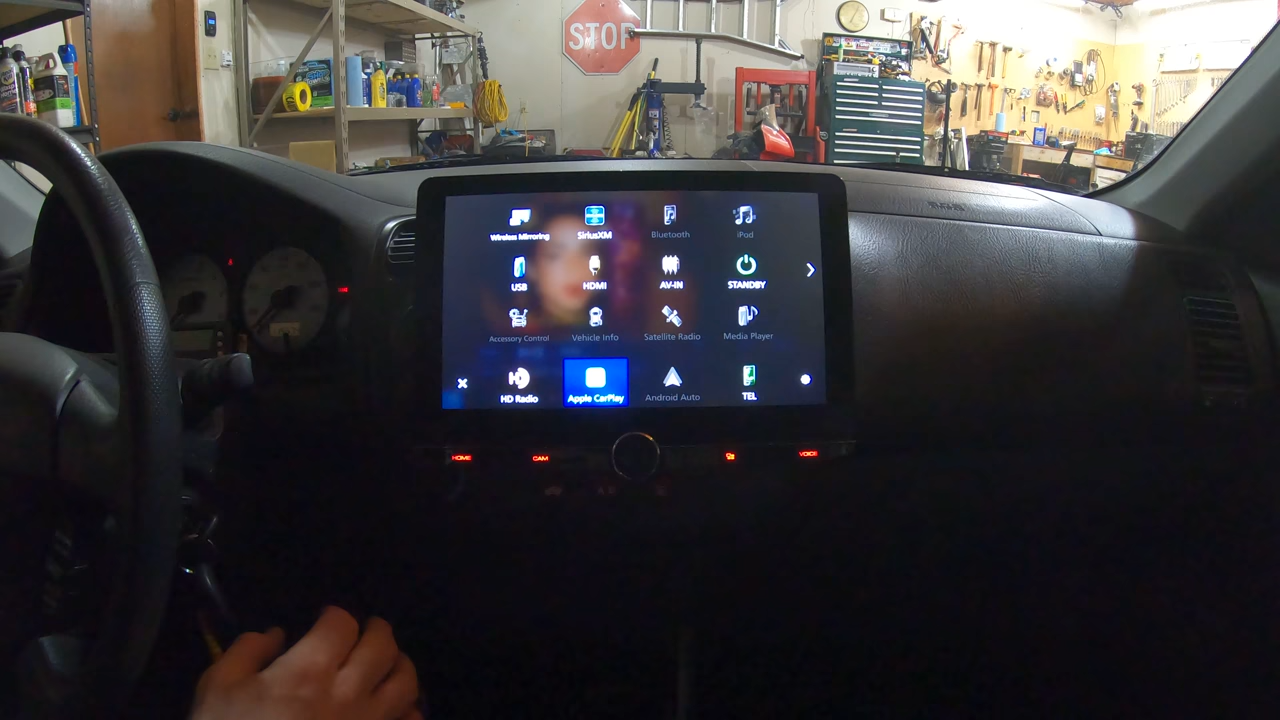 STOP
Wireless Mirroring
SiriusXM
Bluetooth
iPod
USB
HDMI
AV-IN
STANDBY
Accessory Control
Vehicle Info
Satellite Radio
Media Player
HD Radio
Apple CarPlay
Android Auto
TEL
HOME
CAM
VOICE